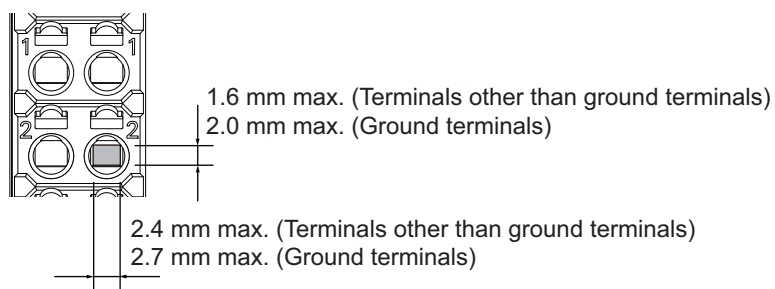 1 1
1.6 mm max. (Terminals other than ground terminals)
2.0 mm max. (Ground terminals)
2 2
2.4 mm max. (Terminals other than ground terminals)
2.7 mm max. (Ground terminals)